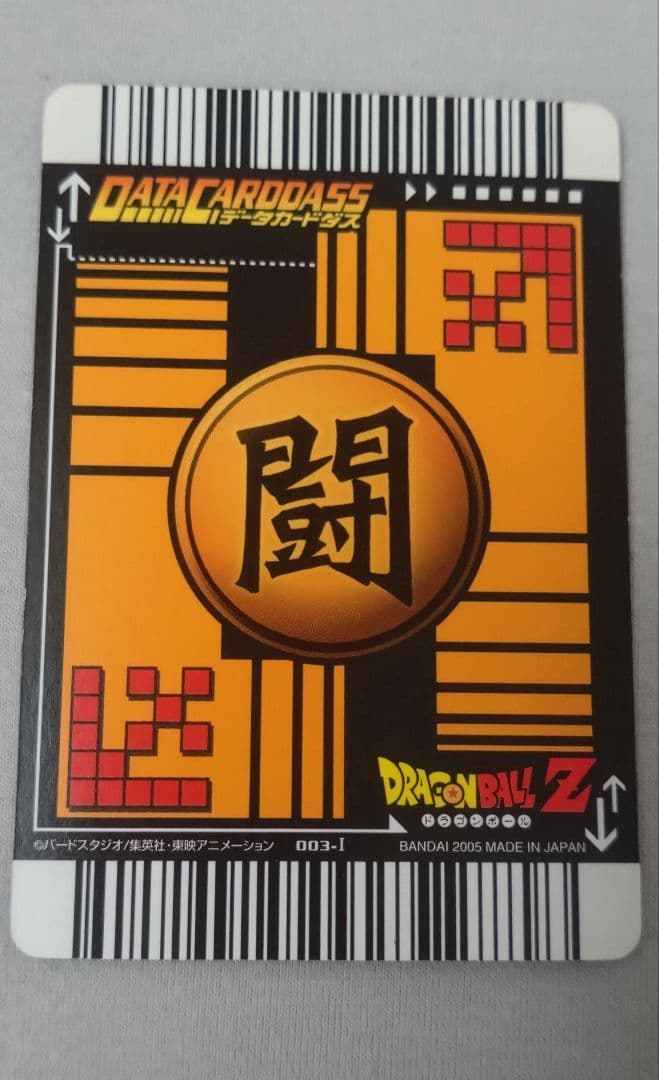 DATA CARDDASS
データカードダス
闘
DRAGON BALL Z
ドラゴンボール
©バードスタジオ/集英社・東映アニメーション 003-I BANDAI 2005 MADE IN JAPAN